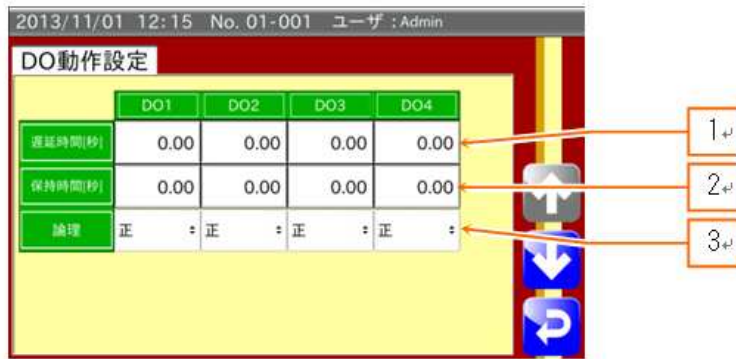 2013/11/01 12:15 No. 01-001 ユーザ : Admin
DO動作設定
DO1 DO2 DO3 DO4
遅延時間[秒] 0.00 0.00 0.00 0.00
保持時間[秒] 0.00 0.00 0.00 0.00
論理 正 正 正 正
1
2
3